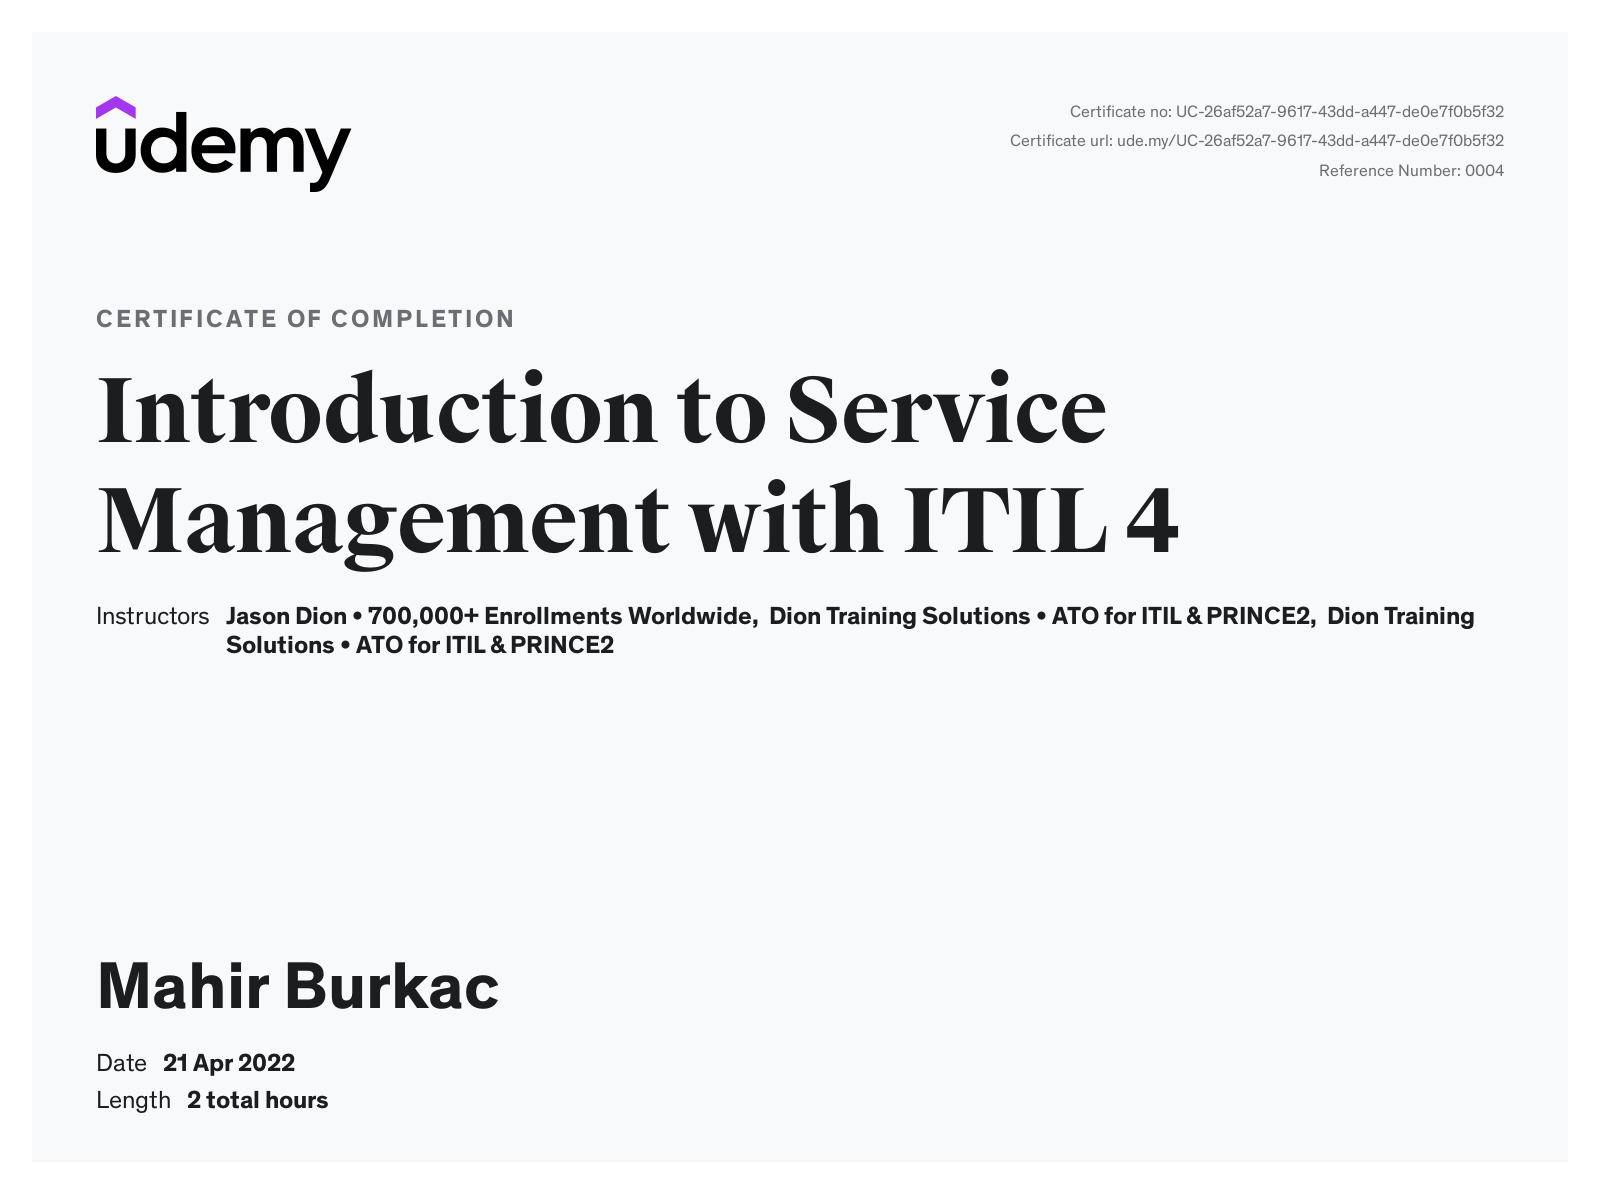 udemy
Certificate no: UC-26af52a7-9617-43dd-a447-de0e7f0b5f32
Certificate url: ude.my/UC-26af52a7-9617-43dd-a447-de0e7f0b5f32
Reference Number: 0004
CERTIFICATE OF COMPLETION
Introduction to Service
Management with ITIL 4
Instructors Jason Dion • 700,000+ Enrollments Worldwide, Dion Training Solutions • ATO for ITIL & PRINCE2, Dion Training
Solutions • ATO for ITIL & PRINCE2
Mahir Burkac
Date 21 Apr 2022
Length 2 total hours